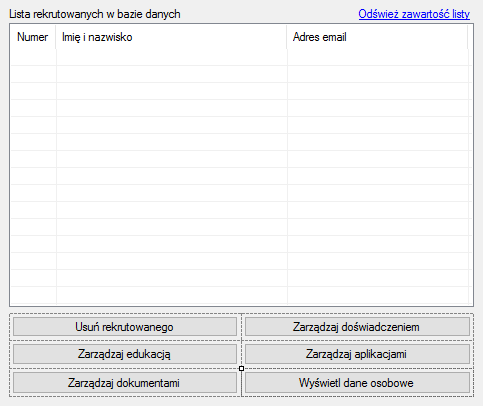 Lista rekrutowanych w bazie danych Odśwież zawartość listy
Numer Imię i nazwisko Adres email
Usuń rekrutowanego Zarządzaj doświadczeniem
Zarządzaj edukacją Zarządzaj aplikacjami
Zarządzaj dokumentami Wyświetl dane osobowe